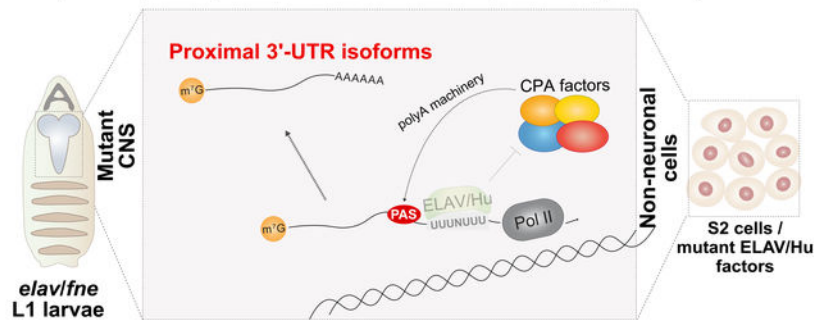 Proximal 3'-UTR isoforms
m⁷G
AAAAAA
polyA machinery
CPA factors
Mutant
CNS
Non-neuronal
cells
m⁷G
PAS
ELAV/Hu
UUUNUUU
Pol II
elav/fne
L1 larvae
S2 cells /
mutant ELAV/Hu
factors